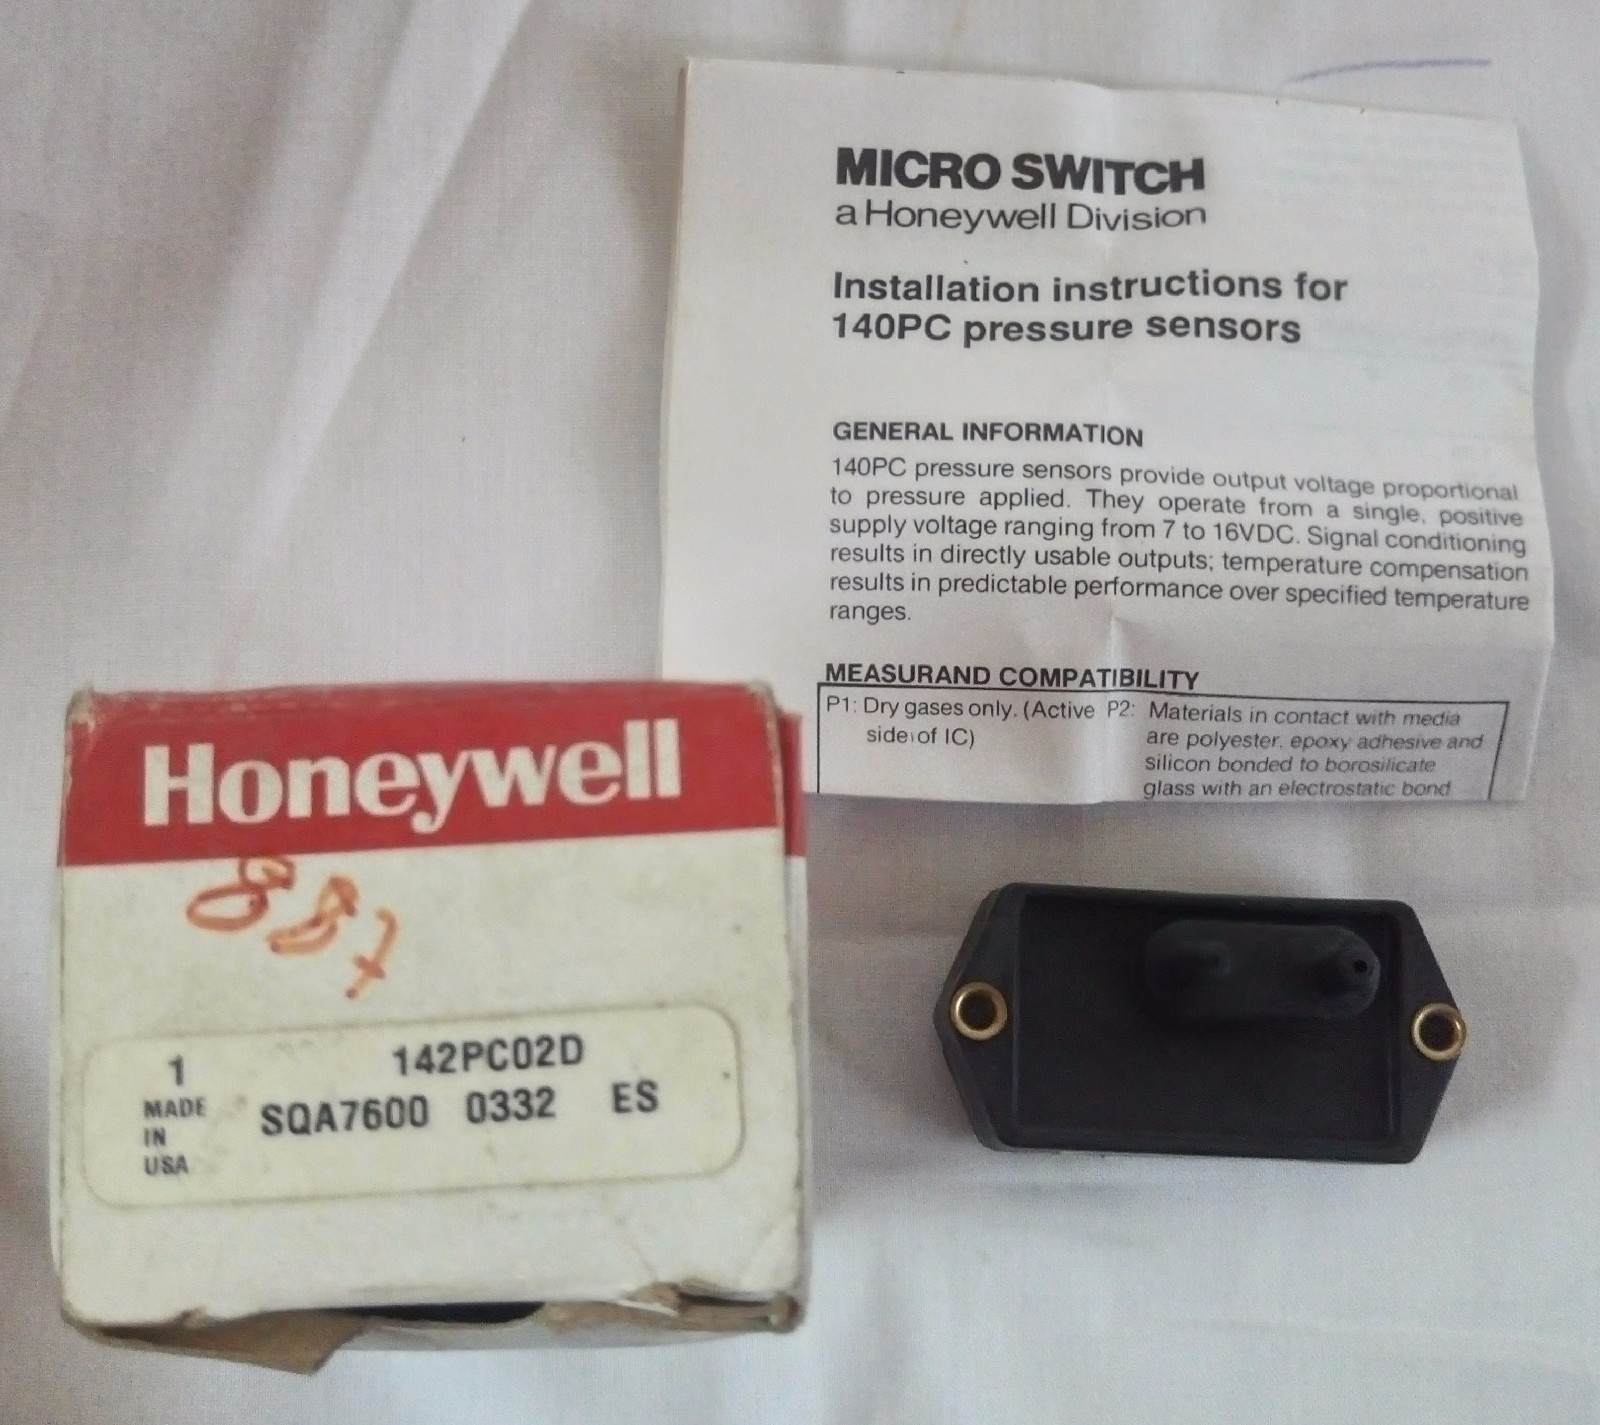 MICRO SWITCH
a Honeywell Division
Installation instructions for
140PC pressure sensors
GENERAL INFORMATION
140PC pressure sensors provide output voltage proportional
to pressure applied. They operate from a single, positive
supply voltage ranging from 7 to 16VDC. Signal conditioning
results in directly usable outputs; temperature compensation
results in predictable performance over specified temperature
ranges.
MEASURAND COMPATIBILITY
P1: Dry gases only. (Active
side of IC)
P2: Materials in contact with media
are polyester, epoxy adhesive and
silicon bonded to borosilicate
glass with an electrostatic bond
Honeywell
887
1
MADE
IN
USA
142PC02D
SQA7600 0332 ES